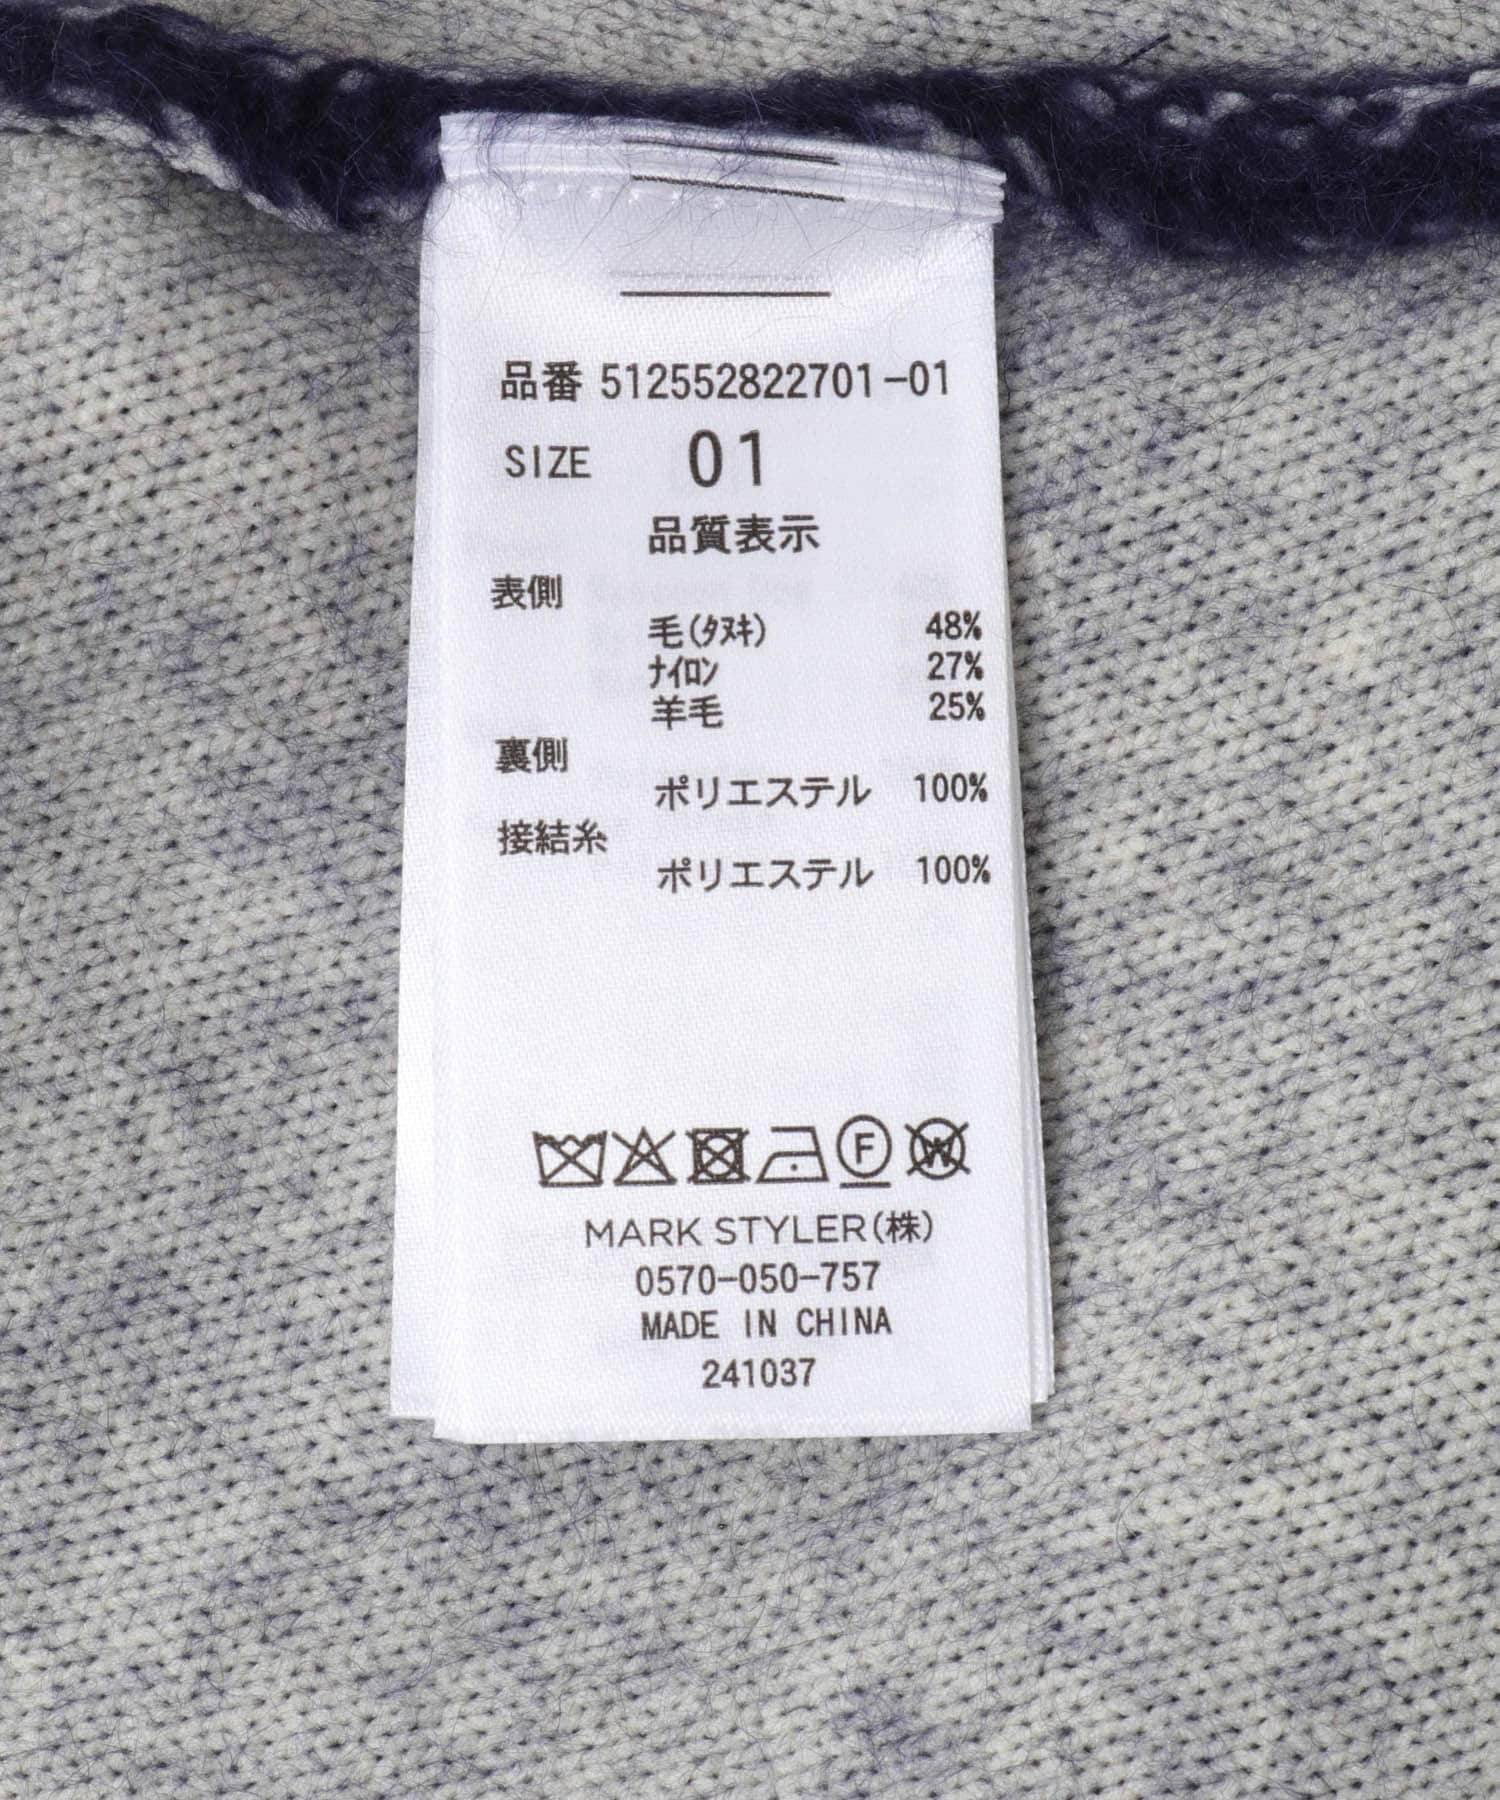 品番 512552822701-01
SIZE 01
品質表示
表側
毛(ﾀﾇｷ) 48%
ﾅｲﾛﾝ 27%
羊毛 25%
裏側
ポリエステル 100%
接結糸
ポリエステル 100%
F W
MARK STYLER(株)
0570-050-757
MADE IN CHINA
241037